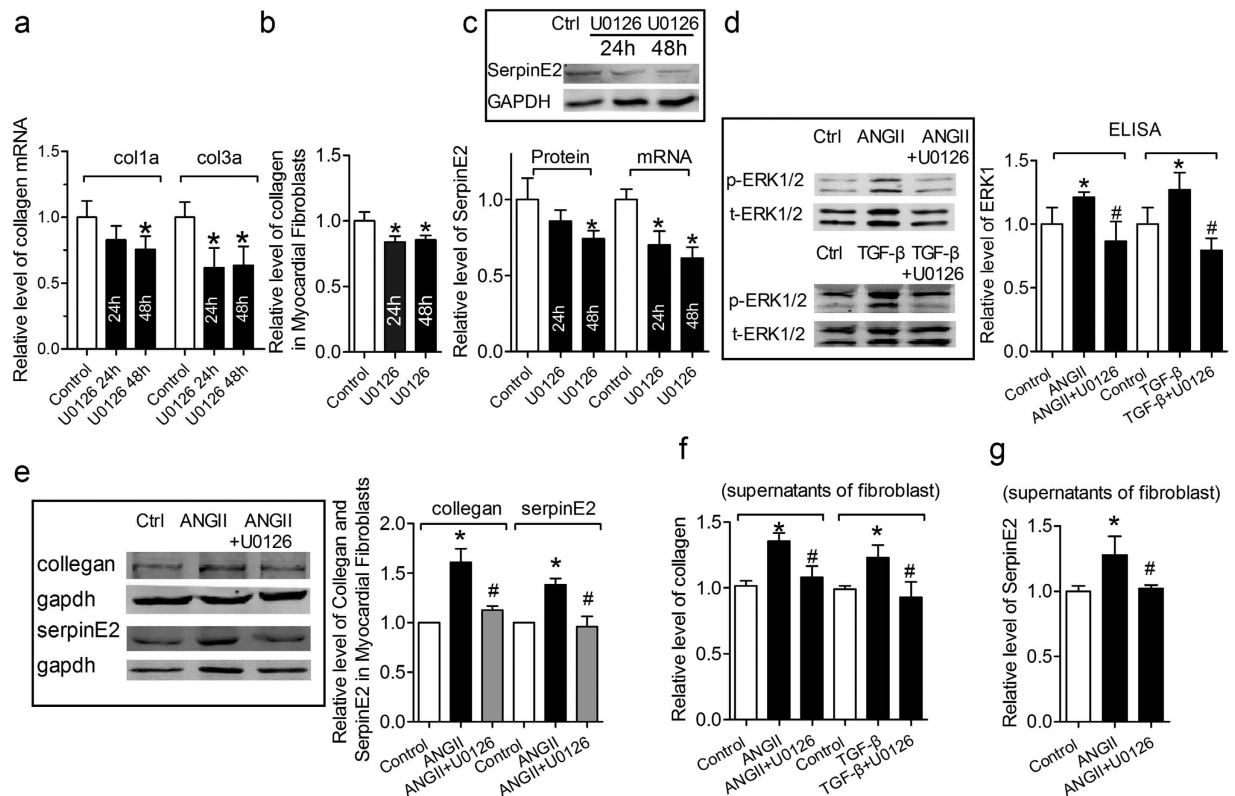 a
Relative level of collagen mRNA
1.5
1.0
0.5
0.0
col1a
col3a
*
* *
24h
48h
24h
48h
Control
U0126 24h
U0126 48h
Control
U0126 24h
U0126 48h
b
Relative level of collagen
in Myocardial Fibroblasts
1.5
1.0
0.5
0.0
* *
24h
48h
Control
U0126
U0126
c
Ctrl U0126 U0126
24h 48h
SerpinE2
GAPDH
Relative level of SerpinE2
1.0
0.5
0.0
Protein
mRNA
*
*
*
24h
48h
24h
48h
Control
U0126
U0126
Control
U0126
U0126
d
Ctrl ANGII ANGII
+U0126
p-ERK1/2
t-ERK1/2
Ctrl TGF-β TGF-β
+U0126
p-ERK1/2
t-ERK1/2
ELISA
Relative level of ERK1
1.5
1.0
0.5
0.0
*
#
*
#
Control
ANGII
ANGII+U0126
Control
TGF-β
TGF-β+U0126
e
Ctrl ANGII ANGII
+U0126
collegan
gapdh
serpinE2
gapdh
Relative level of Collegan and
SerpinE2 in Myocardial Fibroblasts
2.0
1.5
1.0
0.5
0.0
collegan
serpinE2
*
#
*
#
Control
ANGII
ANGII+U0126
Control
ANGII
ANGII+U0126
f
(supernatants of fibroblast)
Relative level of collagen
1.5
1.0
0.5
0.0
*
#
*
#
Control
ANGII
ANGII+U0126
Control
TGF-β
TGF-β+U0126
g
(supernatants of fibroblast)
Relative level of SerpinE2
1.5
1.0
0.5
0.0
*
#
Control
ANGII
ANGII+U0126